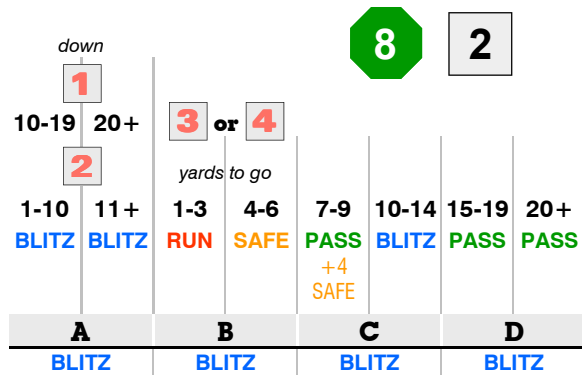 8 2
down
1
10-19 20+ 3 or 4
2 yards to go
1-10 11+ 1-3 4-6 7-9 10-14 15-19 20+
BLITZ BLITZ RUN SAFE PASS BLITZ PASS PASS
+4
SAFE
A B C D
BLITZ BLITZ BLITZ BLITZ